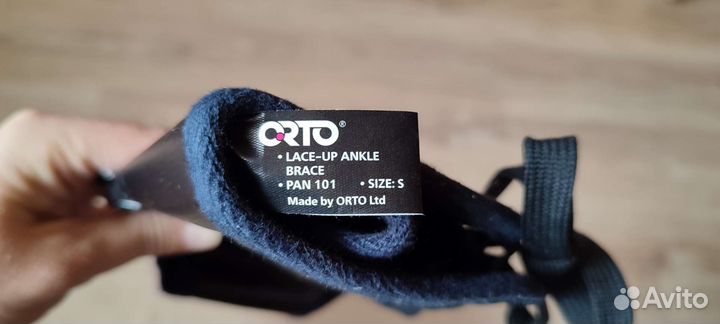 ORTO®
• LACE-UP ANKLE
BRACE
• PAN 101 • SIZE: S
Made by ORTO Ltd
Avito